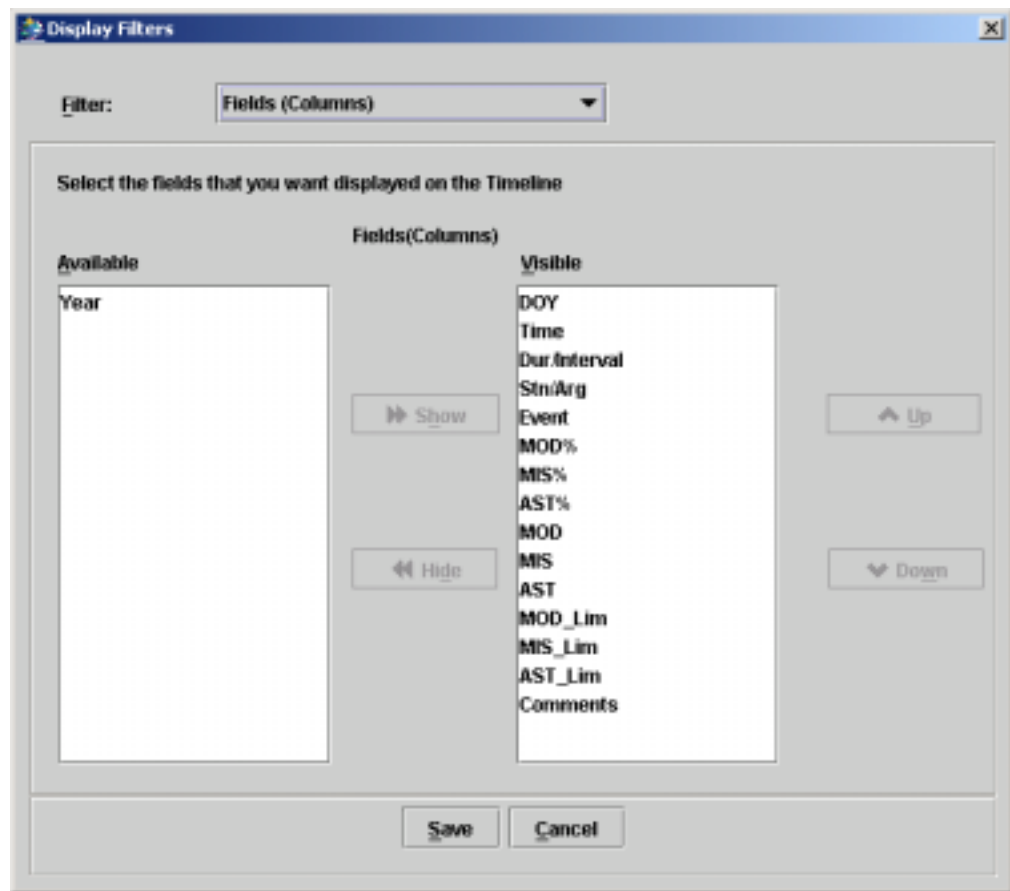 Display Filters
Filter: Fields (Columns)
Select the fields that you want displayed on the Timeline
Fields(Columns)
Available
Visible
Year
DOY
Time
Dur./Interval
Stn/Arg
Event
MOD%
MIS%
AST%
MOD
MIS
AST
MOD_Lim
MIS_Lim
AST_Lim
Comments
Show
Hide
Up
Down
Save
Cancel